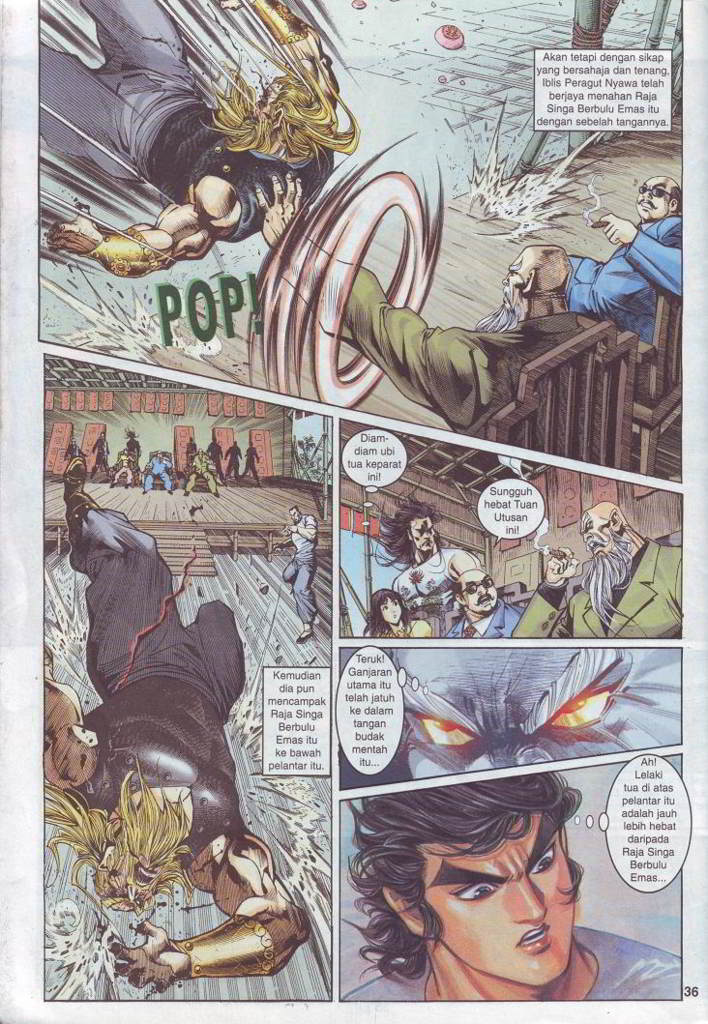 Akan tetapi dengan sikap
yang bersahaja dan tenang,
Iblis Peragut Nyawa telah
berjaya menahan Raja
Singa Berbulu Emas itu
dengan sebelah tangannya.
POP!
Kemudian
dia pun
mencampak
Raja Singa
Berbulu
Emas itu
ke bawah
pelantar itu.
Diam-
diam ubi
tua keparat
ini!
Sungguh
hebat Tuan
Utusan
ini!
Teruk!
Ganjaran
utama itu
telah jatuh
ke dalam
tangan
budak
mentah
itu...
Ah!
Lelaki
tua di atas
pelantar itu
adalah jauh
lebih hebat
daripada
Raja Singa
Berbulu
Emas...
36